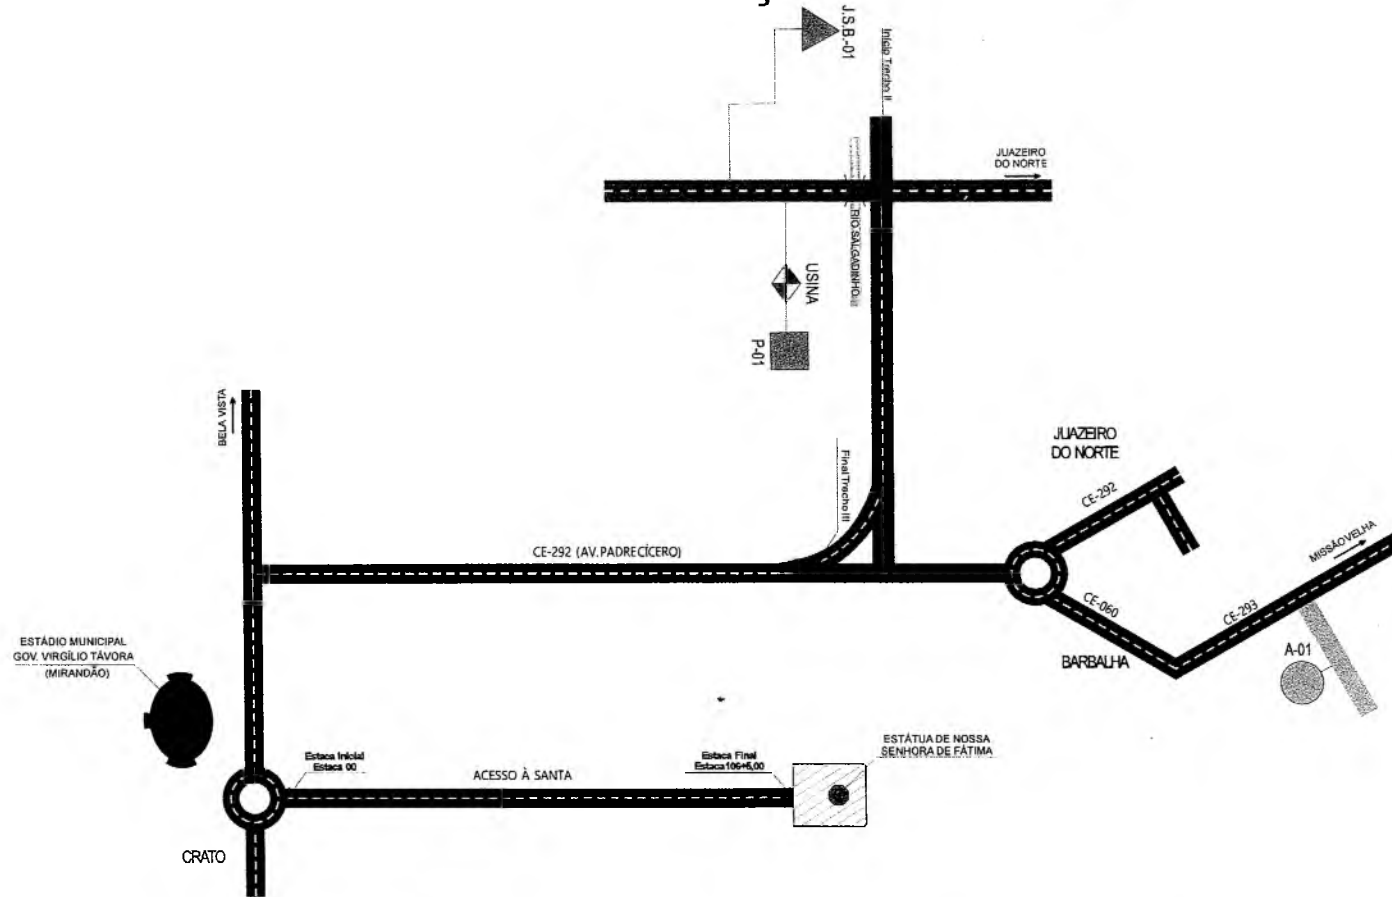 J.S.B.-01
Início Trecho II
JUAZEIRO
DO NORTE
RIO SALGADINHO
USINA
P-01
BELA VISTA
Final Trecho III
JUAZEIRO
DO NORTE
CE-292
MISSÃO VELHA
CE-292 (AV. PADRE CÍCERO)
CE-060
CE-293
BARBALHA
A-01
ESTÁDIO MUNICIPAL
GOV. VIRGÍLIO TÁVORA
(MIRANDÃO)
Estaca Inicial
Estaca 00
ACESSO À SANTA
Estaca Final
Estaca 106+5,00
ESTÁTUA DE NOSSA
SENHORA DE FÁTIMA
CRATO